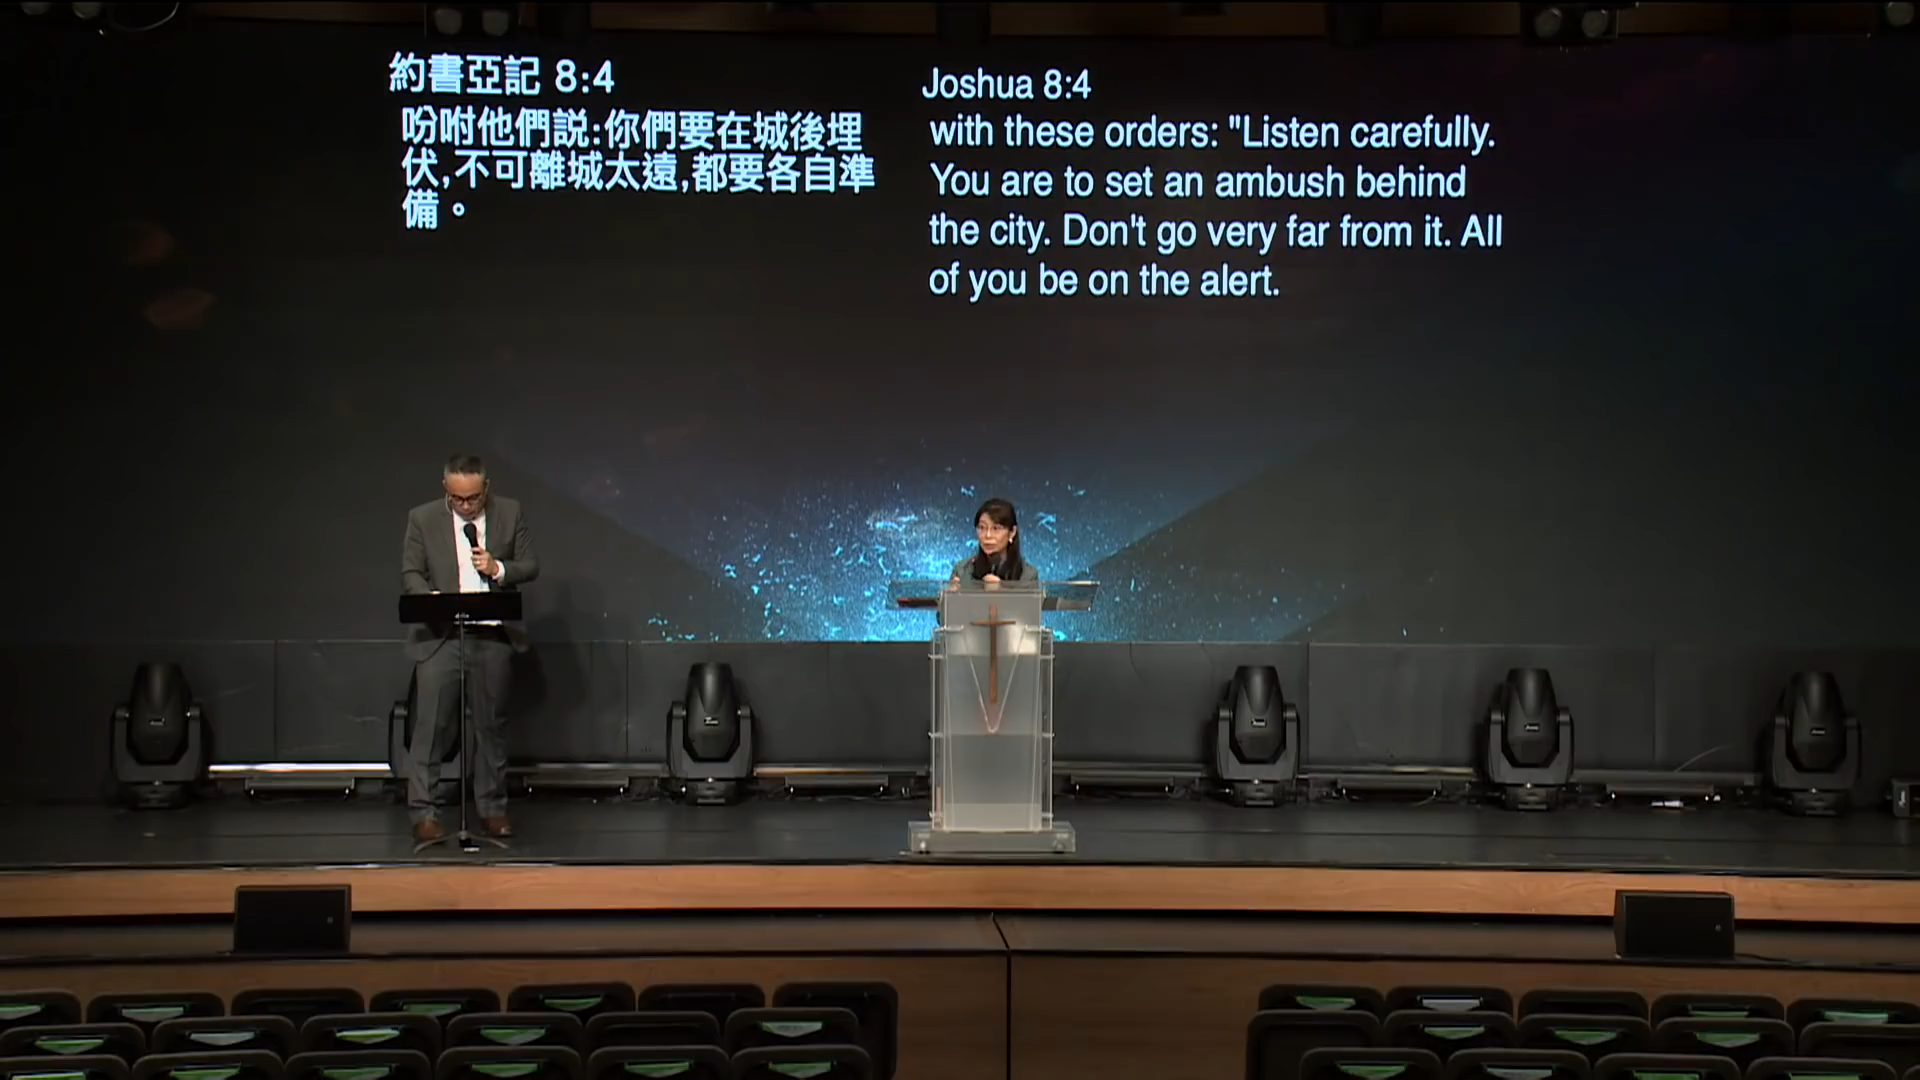 約書亞記 8:4
吩咐他們説:你們要在城後埋
伏,不可離城太遠,都要各自準
備。
Joshua 8:4
with these orders: "Listen carefully.
You are to set an ambush behind
the city. Don't go very far from it. All
of you be on the alert.